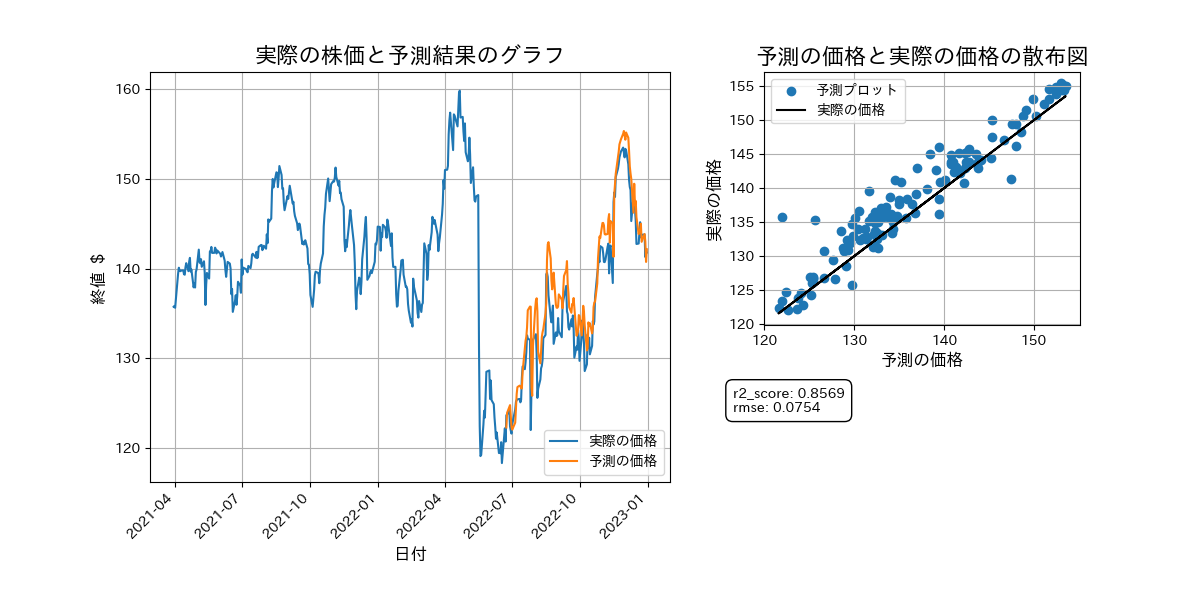 実際の株価と予測結果のグラフ
160
150
140
130
120
終値 $
2021-04
2021-07
2021-10
2022-01
2022-04
2022-07
2022-10
2023-01
日付
実際の価格
予測の価格
予測の価格と実際の価格の散布図
155
150
145
140
135
130
125
120
実際の価格
予測プロット
実際の価格
120
130
140
150
予測の価格
r2_score: 0.8569
rmse: 0.0754